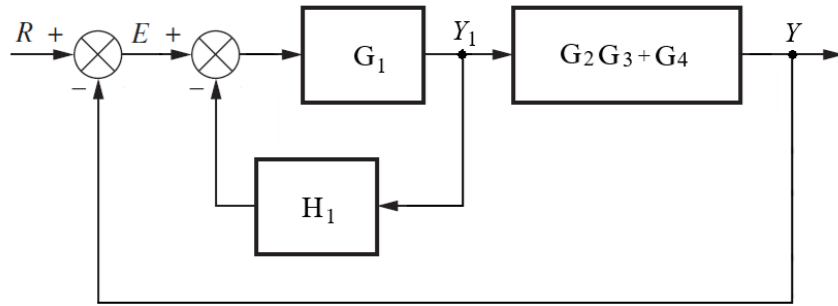 R + E + G₁ Y₁ G₂G₃+G₄ Y
− −
H₁